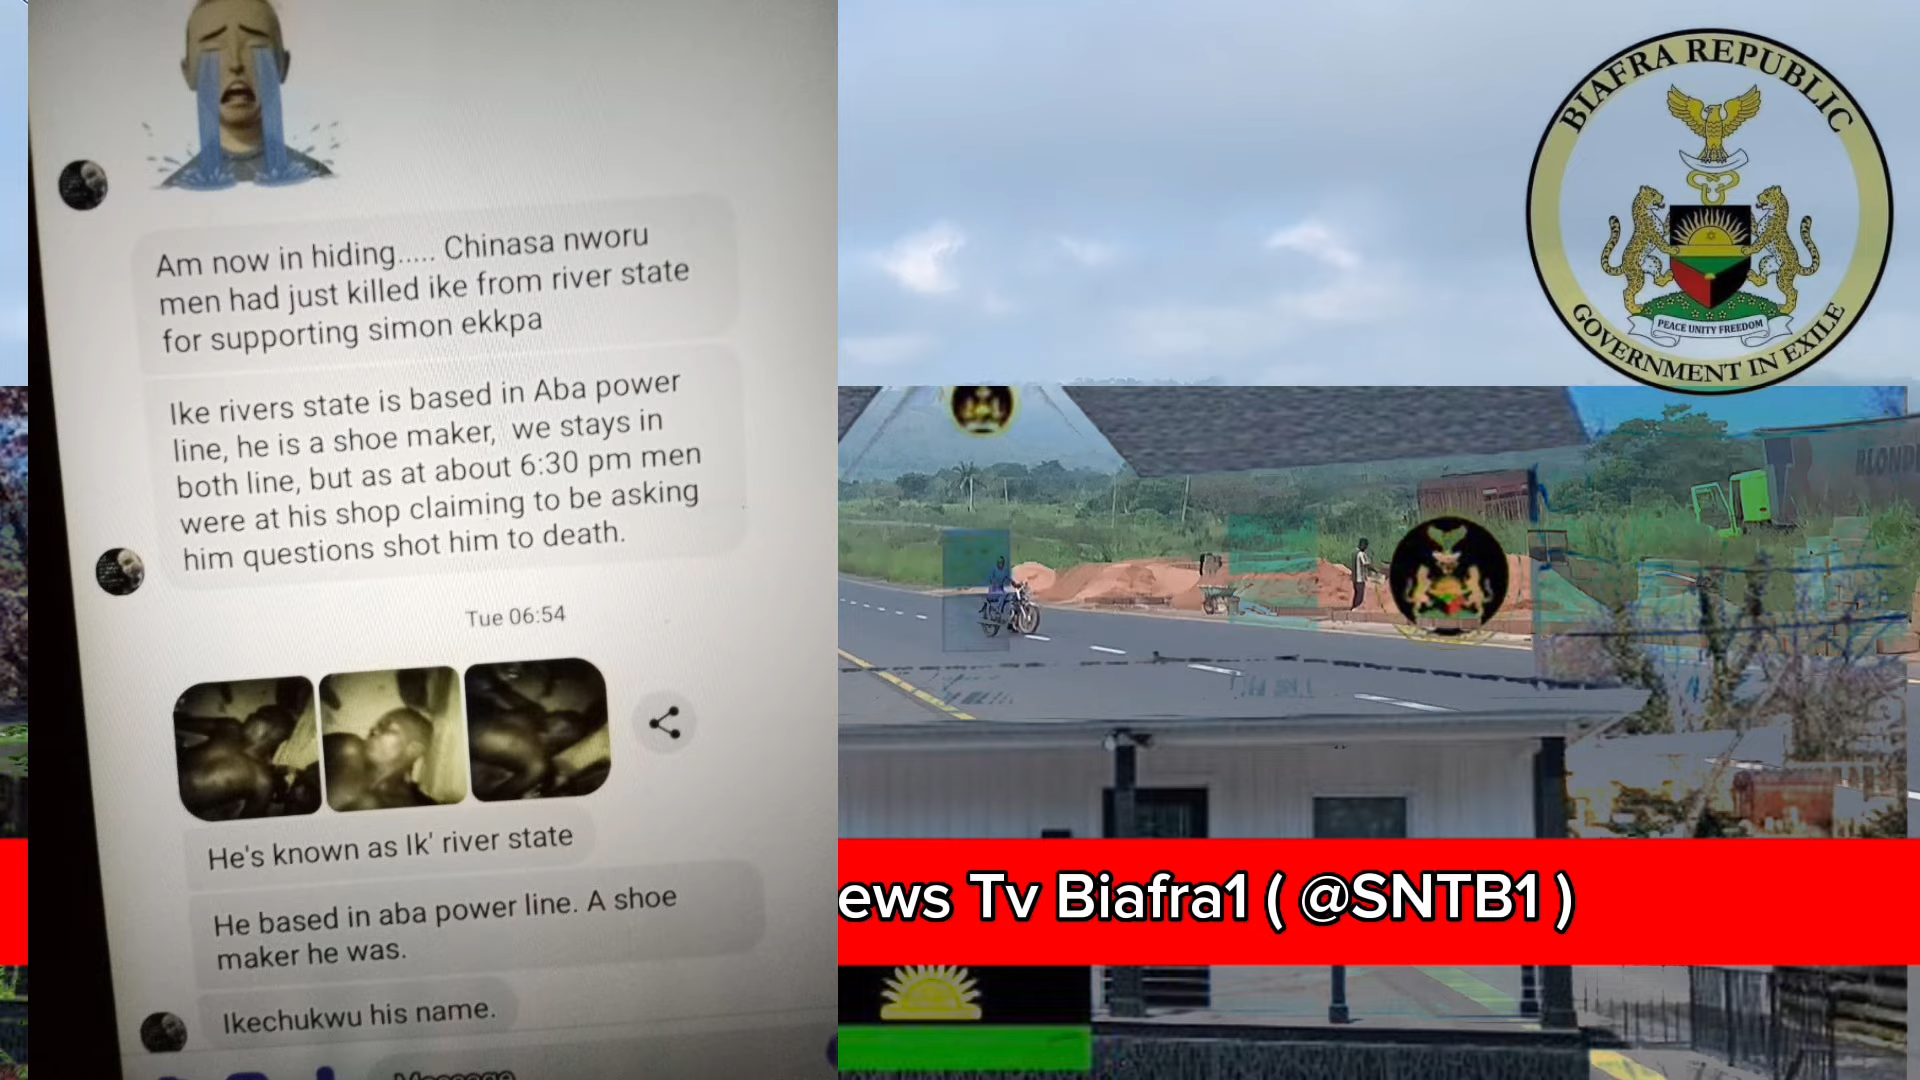 Am now in hiding..... Chinasa nworu
men had just killed ike from river state
for supporting simon ekkpa
Ike rivers state is based in Aba power
line, he is a shoe maker, we stays in
both line, but as at about 6:30 pm men
were at his shop claiming to be asking
him questions shot him to death.
Tue 06:54
He's known as Ik' river state
He based in aba power line. A shoe
maker he was.
Ikechukwu his name.
Message
BIAFRA REPUBLIC
PEACE UNITY FREEDOM
GOVERNMENT IN EXILE
ews Tv Biafra1 ( @SNTB1 )